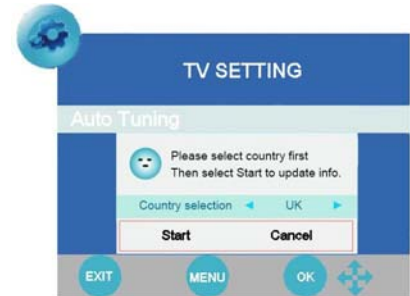 TV SETTING
Auto Tuning
Please select country first
Then select Start to update info.
Country selection UK
Start Cancel
EXIT MENU OK